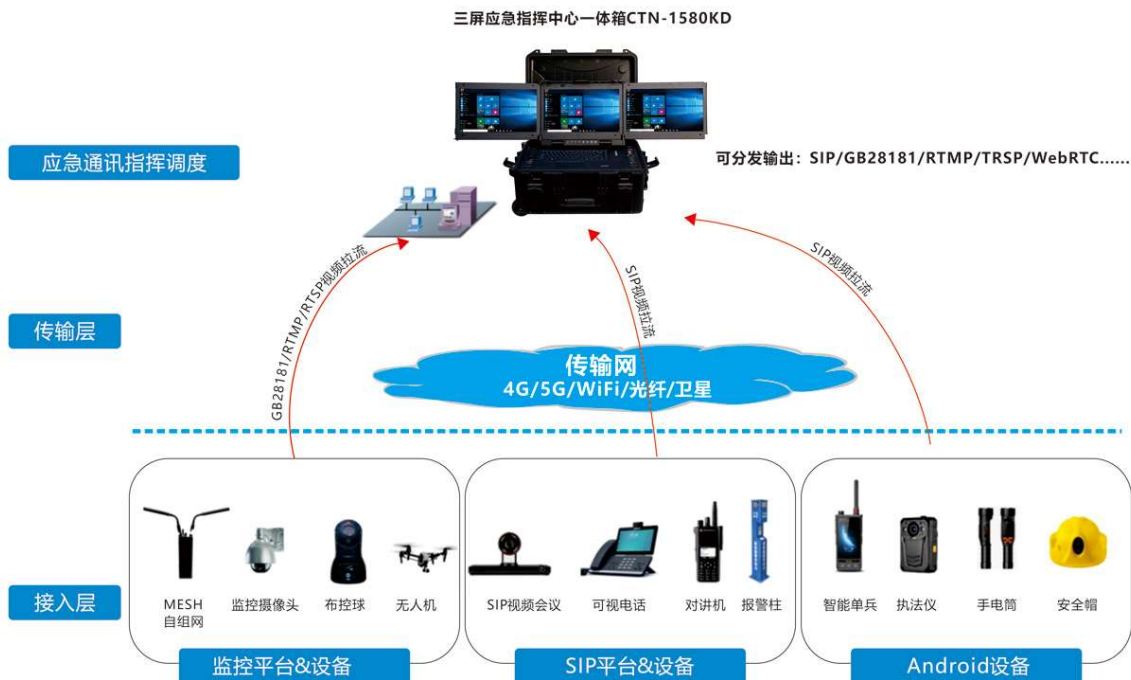 三屏应急指挥中心一体箱CTN-1580KD
应急通讯指挥调度
可分发输出：SIP/GB28181/RTMP/TRSP/WebRTC......
GB28181/RTMP/RTSP视频拉流
SIP视频拉流
SIP视频拉流
传输层
传输网
4G/5G/WiFi/光纤/卫星
接入层
MESH
自组网
监控摄像头
布控球
无人机
SIP视频会议
可视电话
对讲机
报警柱
智能单兵
执法仪
手电筒
安全帽
监控平台&设备
SIP平台&设备
Android设备